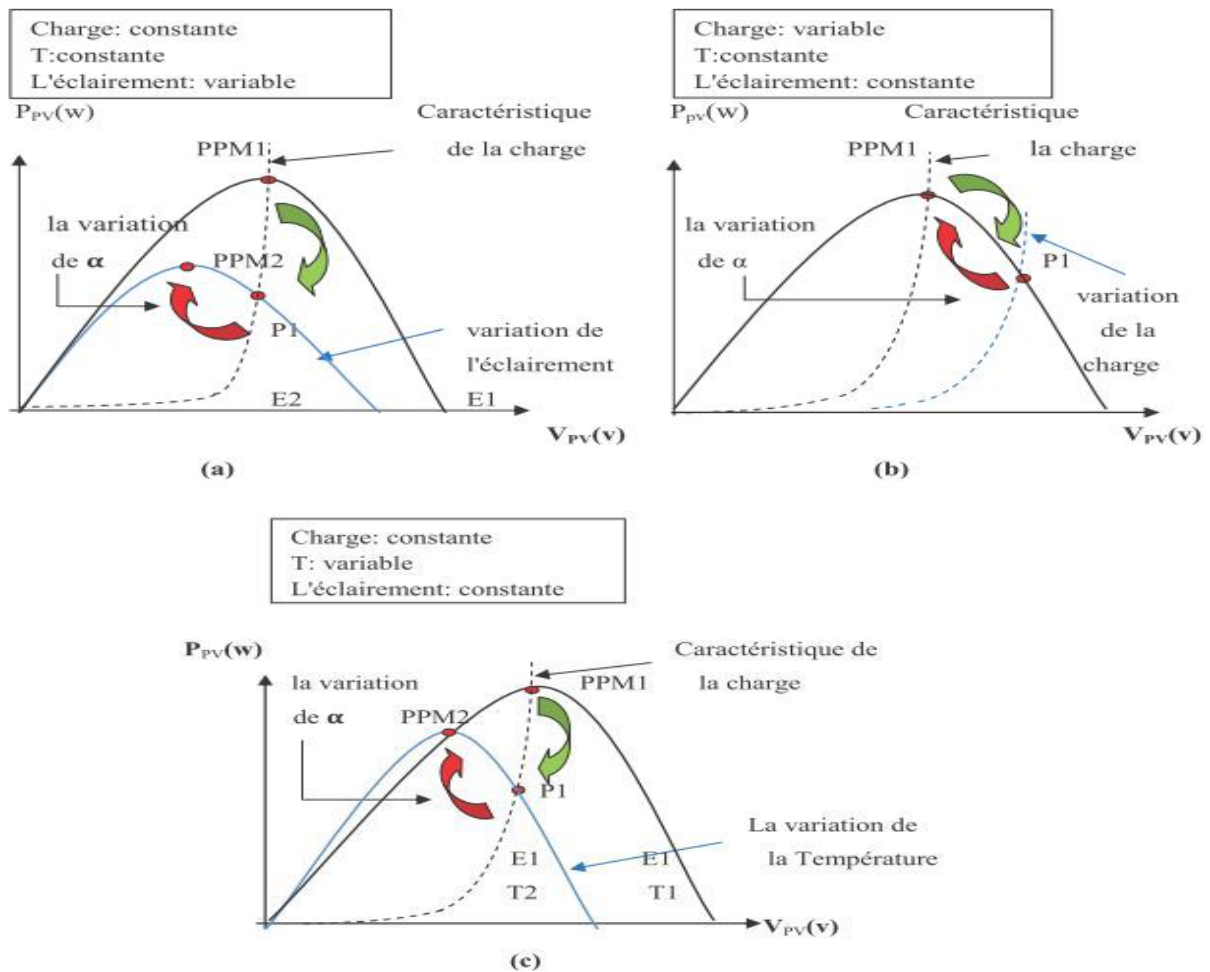 Charge: constante
T:constante
L'éclairement: variable
P_PV(w)
Caractéristique
de la charge
PPM1
la variation
de α
PPM2
P1
variation de
l'éclairement
E2
E1
V_PV(v)
(a)
Charge: variable
T:constante
L'éclairement: constante
P_pv(w)
Caractéristique
la charge
PPM1
la variation
de α
P1
variation
de la
charge
V_PV(v)
(b)
Charge: constante
T: variable
L'éclairement: constante
P_PV(w)
Caractéristique de
la charge
PPM1
la variation
de α
PPM2
P1
La variation de
la Température
E1
T2
E1
T1
V_PV(v)
(c)